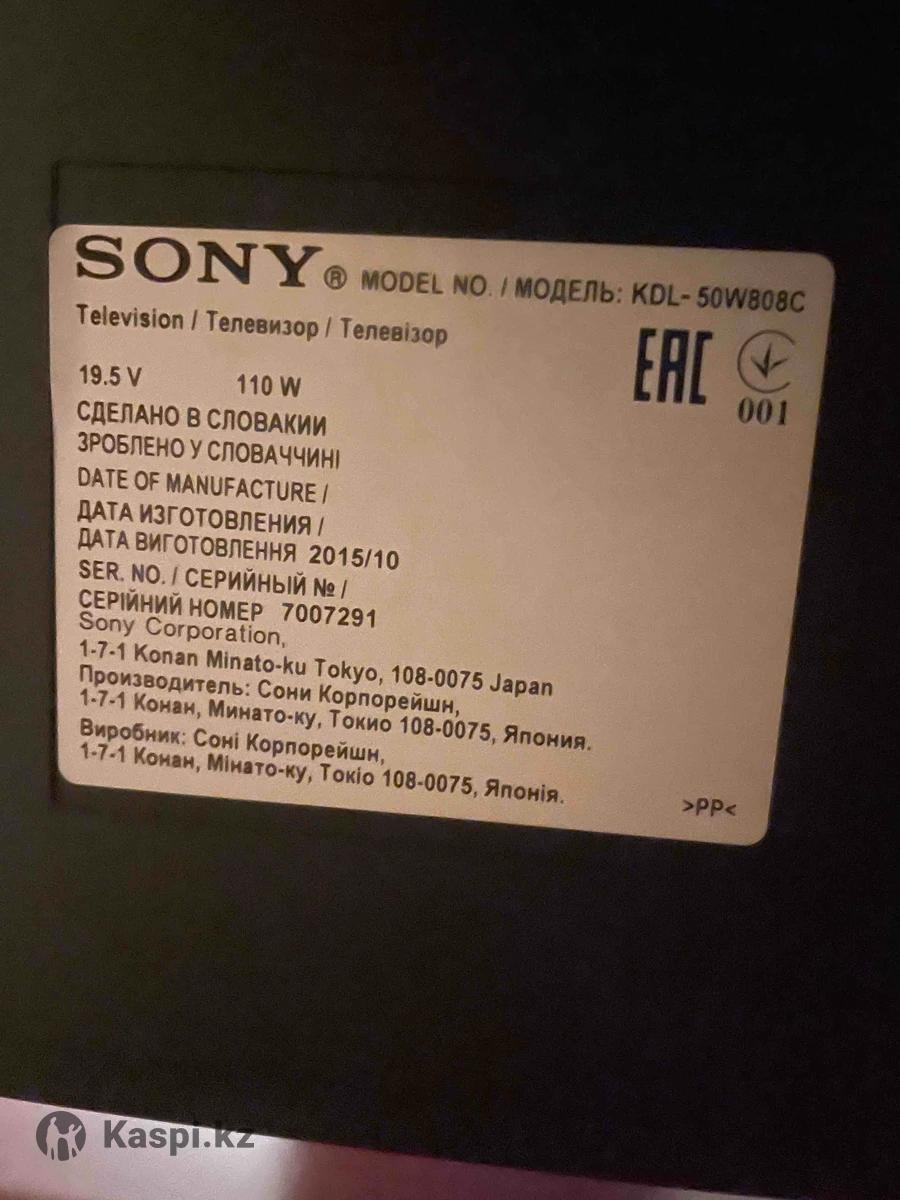 SONY® MODEL NO. / МОДЕЛЬ: KDL-50W808C
Television / Телевизор / Телевізор
EAC
001
19.5 V 110 W
СДЕЛАНО В СЛОВАКИИ
ЗРОБЛЕНО У СЛОВАЧЧИНІ
DATE OF MANUFACTURE /
ДАТА ИЗГОТОВЛЕНИЯ /
ДАТА ВИГОТОВЛЕННЯ 2015/10
SER. NO. / СЕРИЙНЫЙ № /
СЕРІЙНИЙ НОМЕР 7007291
Sony Corporation,
1-7-1 Konan Minato-ku Tokyo, 108-0075 Japan
Производитель: Сони Корпорейшн,
1-7-1 Конан, Минато-ку, Токио 108-0075, Япония.
Виробник: Соні Корпорейшн,
1-7-1 Конан, Мінато-ку, Токіо 108-0075, Японія.
>PP<
Kaspi.kz